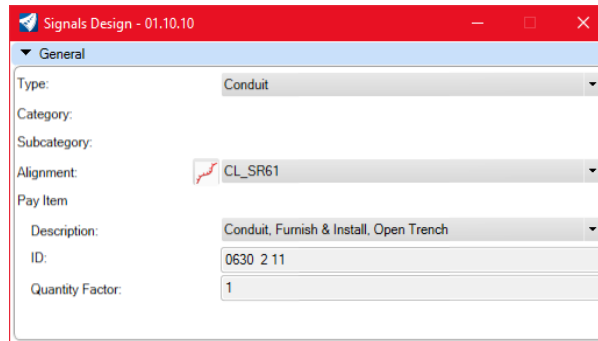 Signals Design - 01.10.10
General
Type: Conduit
Category:
Subcategory:
Alignment: CL_SR61
Pay Item
Description: Conduit, Furnish & Install, Open Trench
ID: 0630 2 11
Quantity Factor: 1